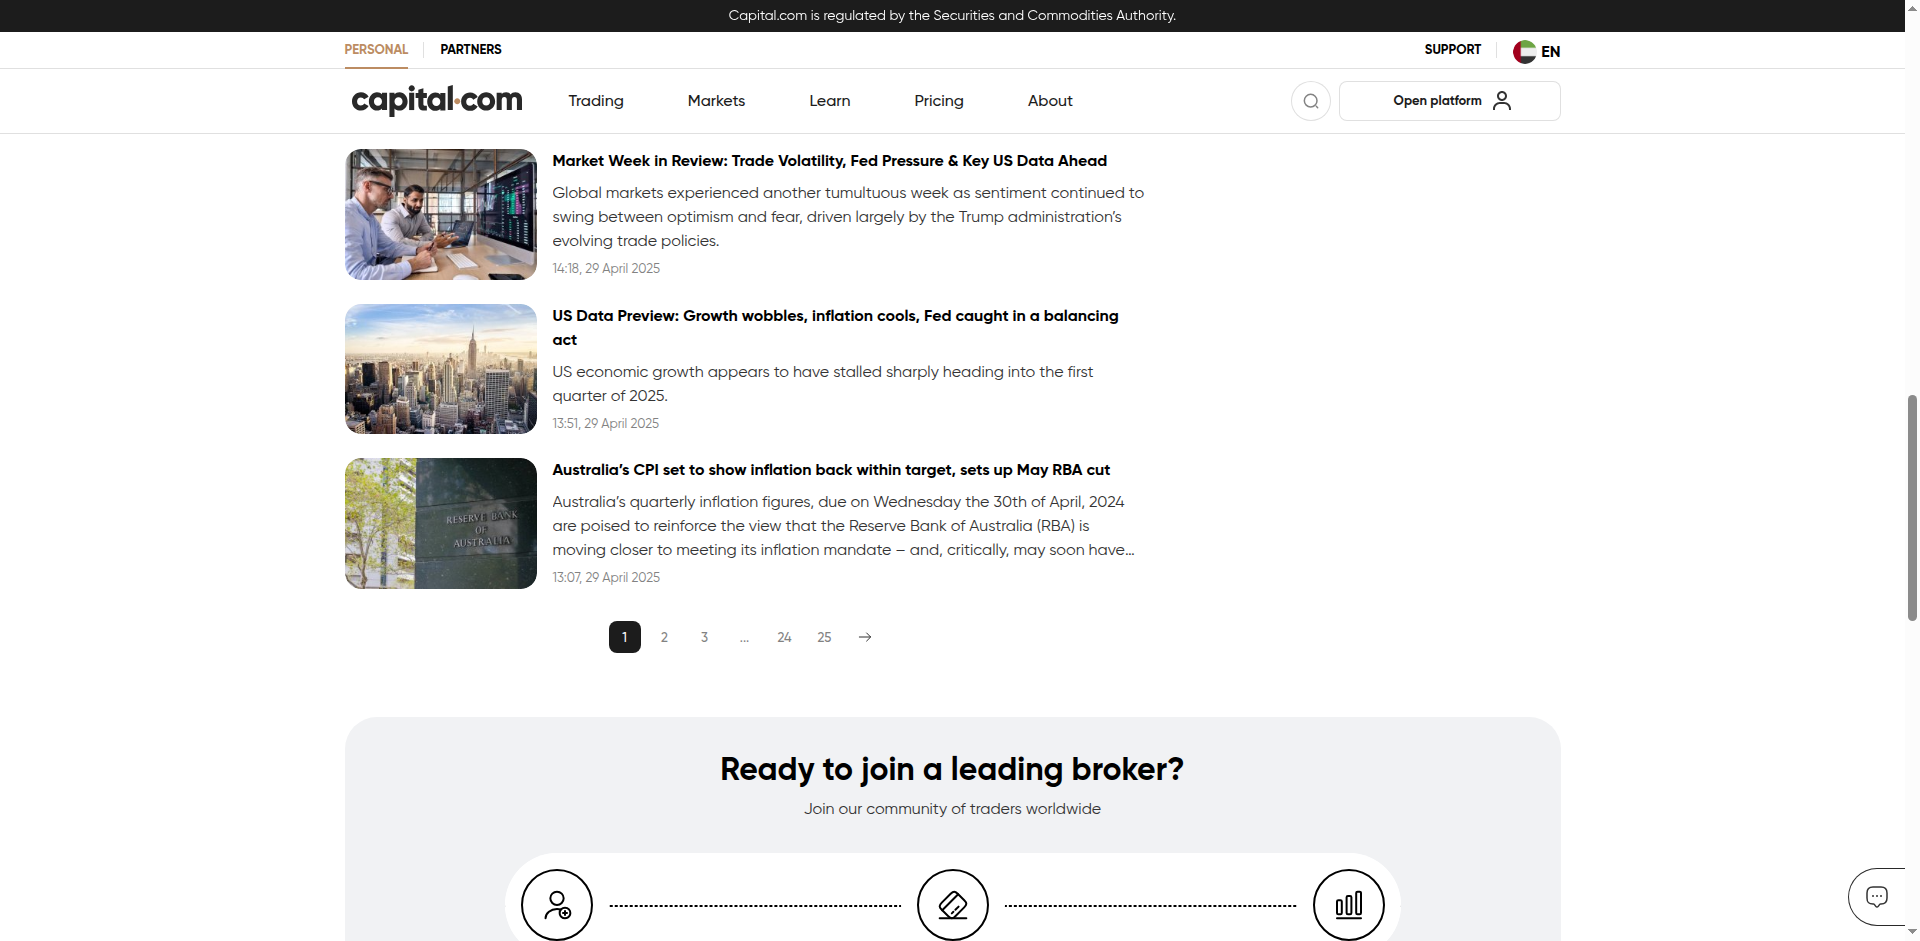 Capital.com is regulated by the Securities and Commodities Authority.
PERSONAL PARTNERS SUPPORT EN
capital.com Trading Markets Learn Pricing About Open platform
Market Week in Review: Trade Volatility, Fed Pressure & Key US Data Ahead
Global markets experienced another tumultuous week as sentiment continued to
swing between optimism and fear, driven largely by the Trump administration’s
evolving trade policies.
14:18, 29 April 2025
US Data Preview: Growth wobbles, inflation cools, Fed caught in a balancing
act
US economic growth appears to have stalled sharply heading into the first
quarter of 2025.
13:51, 29 April 2025
RESERVE BANK
OF
AUSTRALIA
Australia’s CPI set to show inflation back within target, sets up May RBA cut
Australia’s quarterly inflation figures, due on Wednesday the 30th of April, 2024
are poised to reinforce the view that the Reserve Bank of Australia (RBA) is
moving closer to meeting its inflation mandate – and, critically, may soon have...
13:07, 29 April 2025
1 2 3 ... 24 25
Ready to join a leading broker?
Join our community of traders worldwide